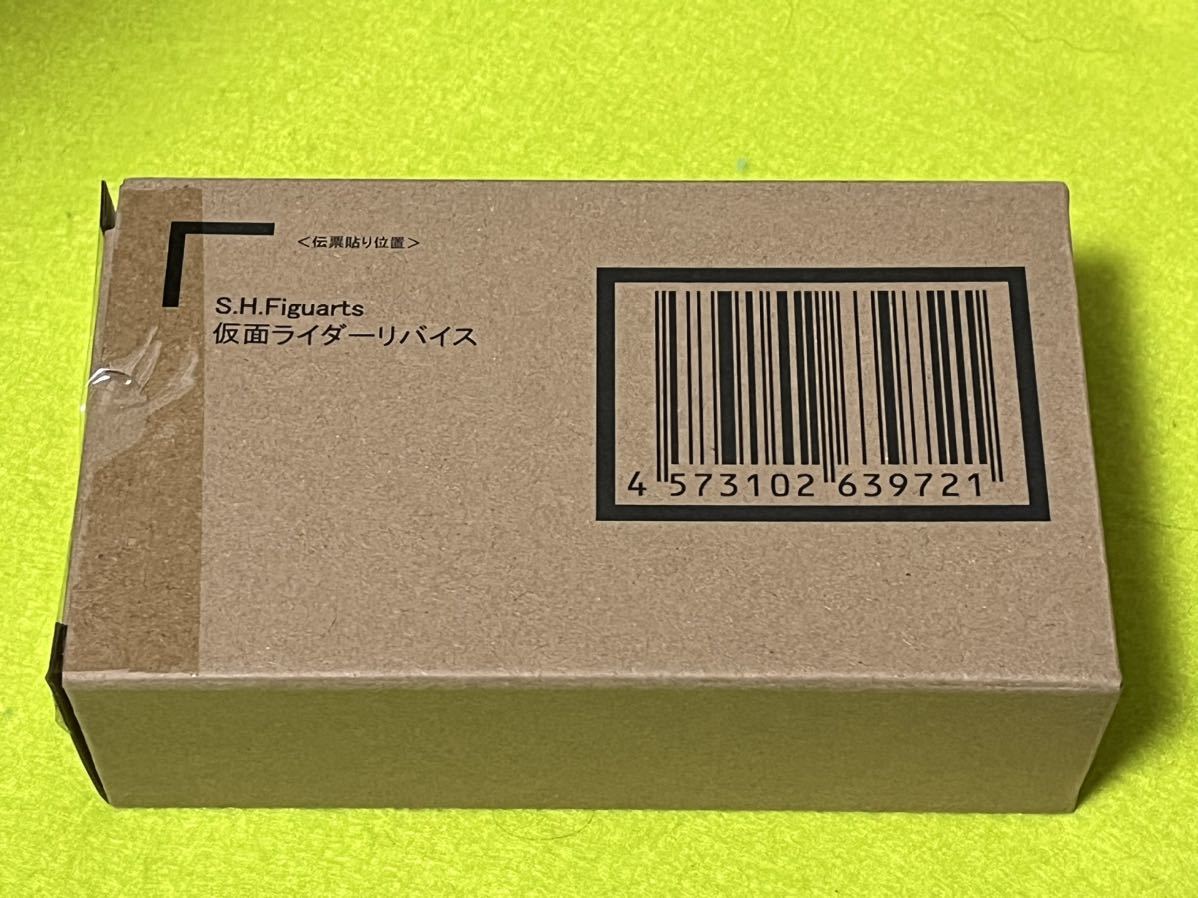 <伝票貼り位置>
S.H.Figuarts
仮面ライダーリバイス
4 573102 639721